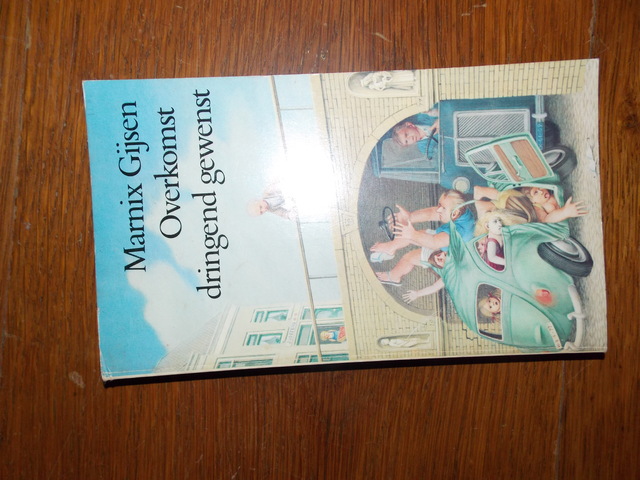 Marnix Gijsen
Overkomst
dringend gewenst